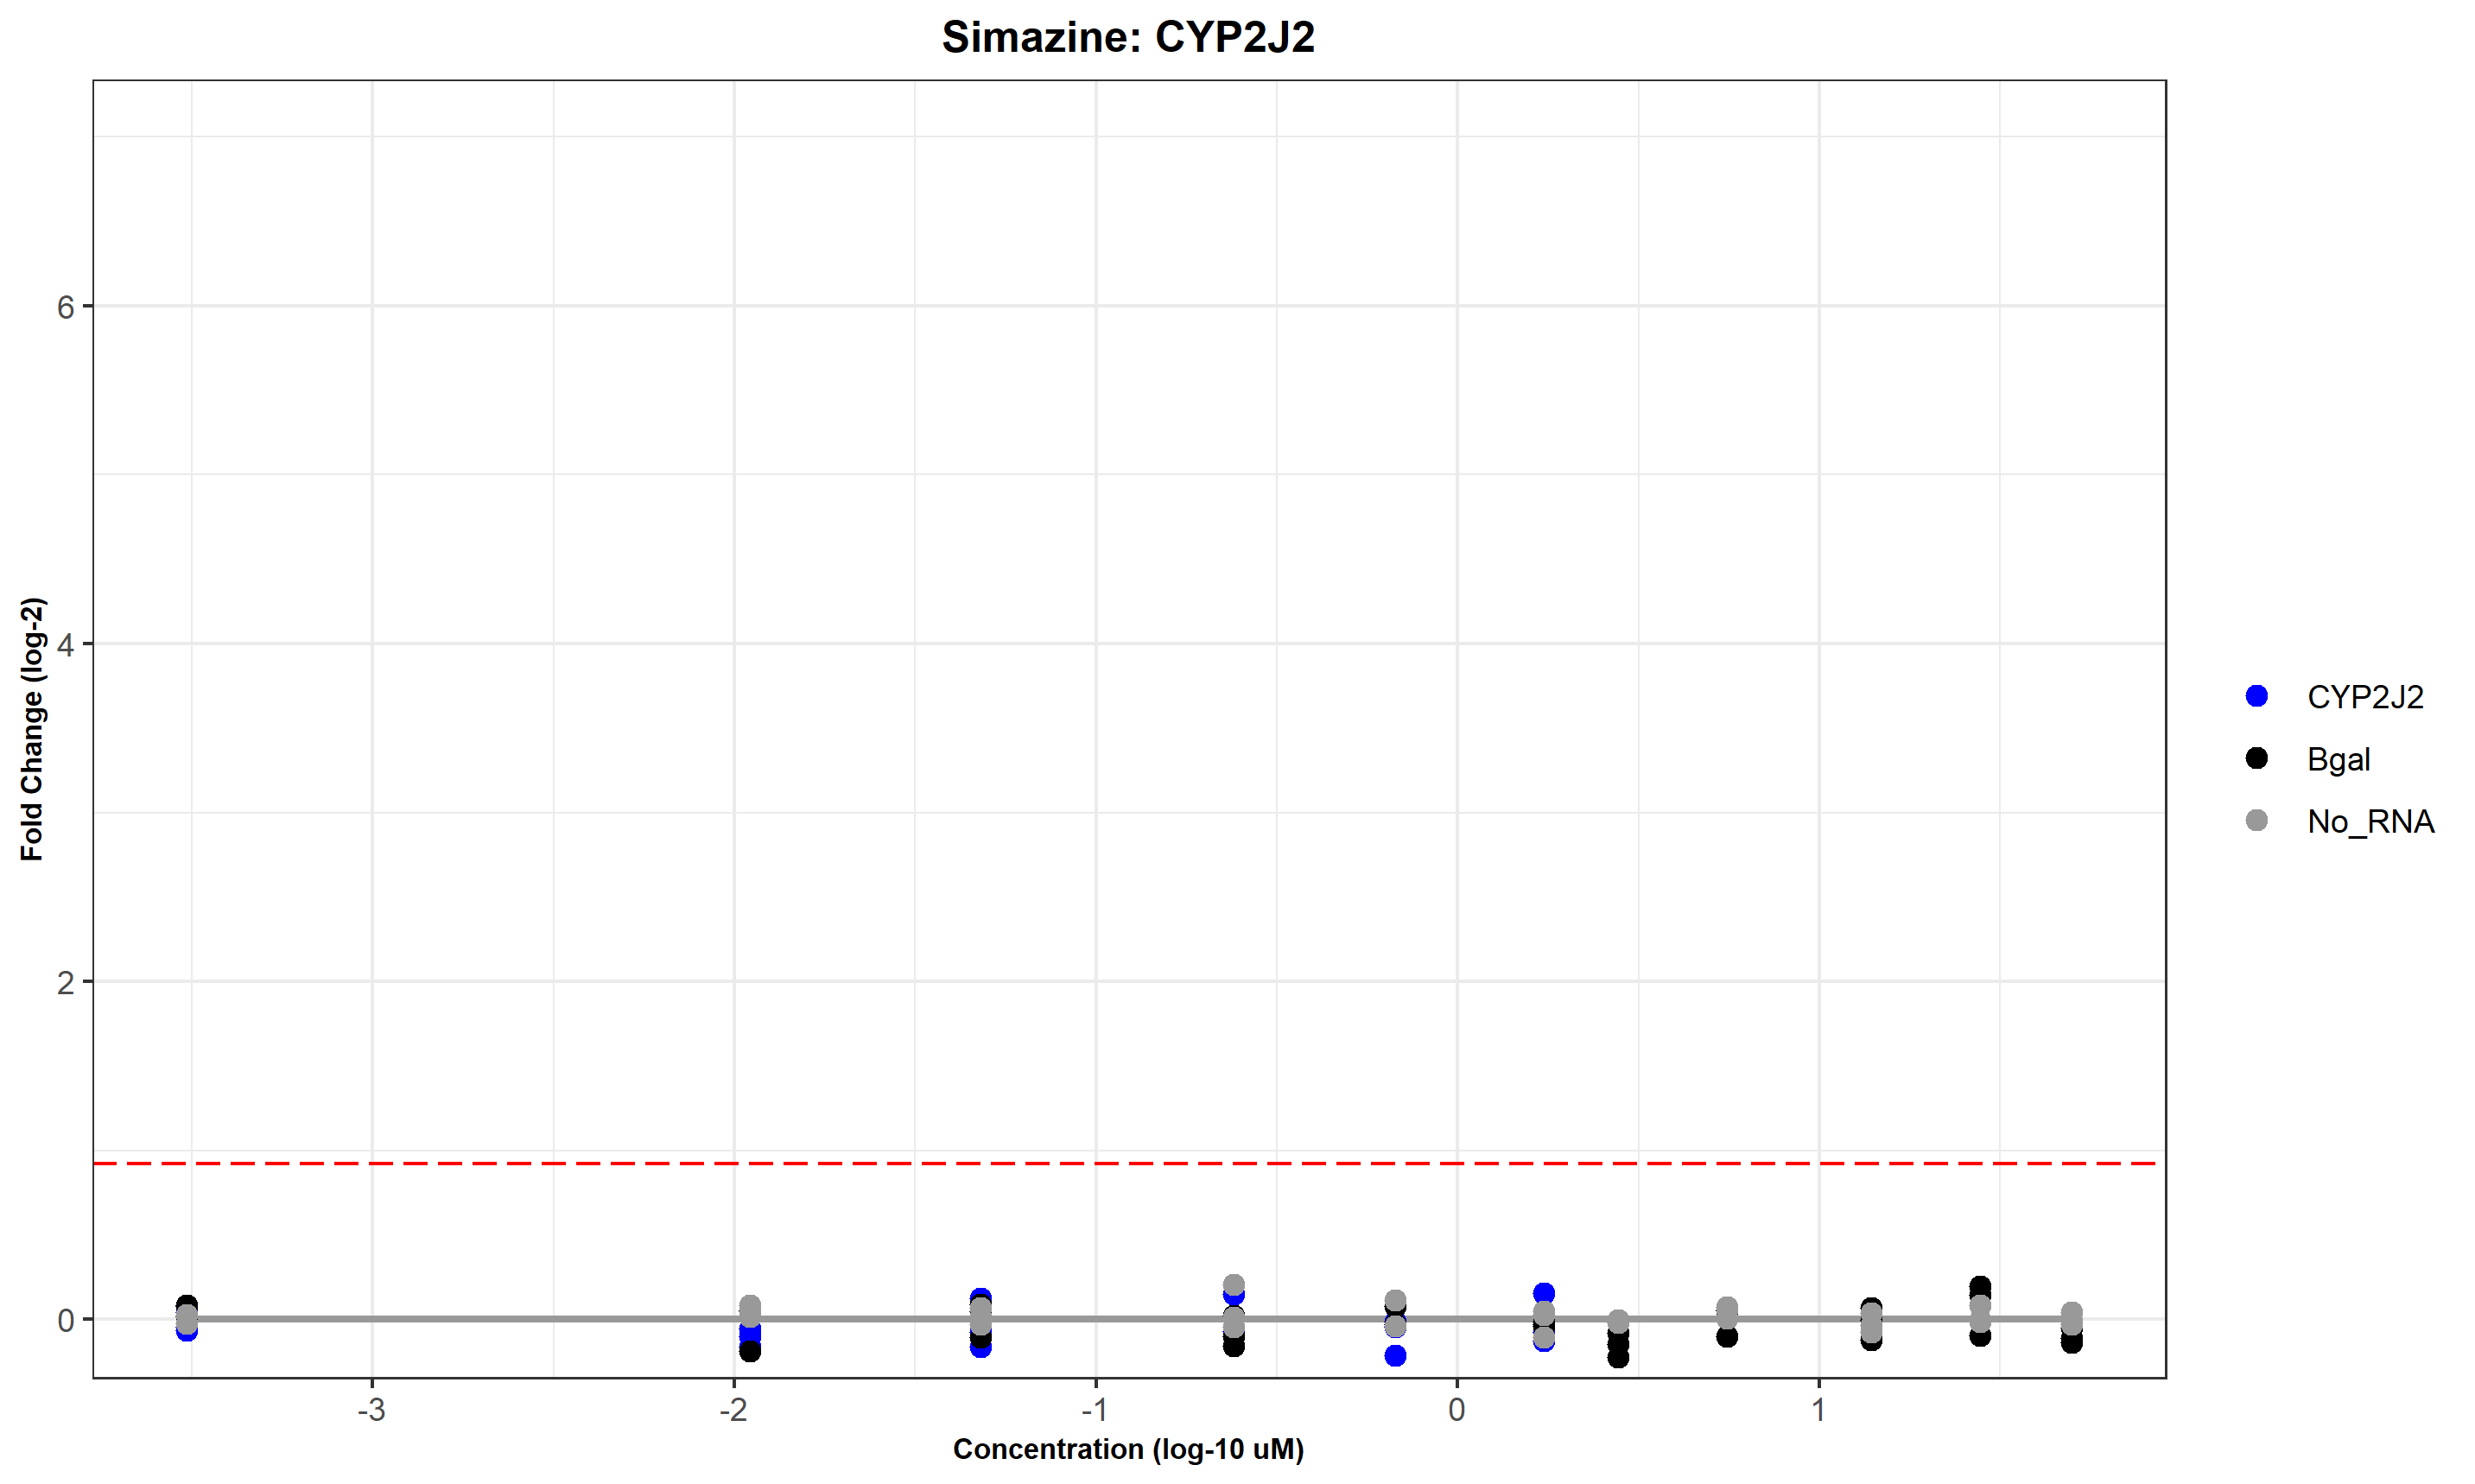 Simazine: CYP2J2
Fold Change (log-2)
6
4
2
0
-3
-2
-1
0
1
Concentration (log-10 uM)
CYP2J2
Bgal
No_RNA